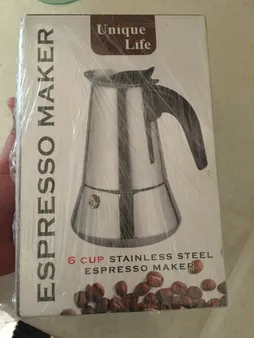 Unique
Life
ESPRESSO MAKER
6 CUP STAINLESS STEEL
ESPRESSO MAKER